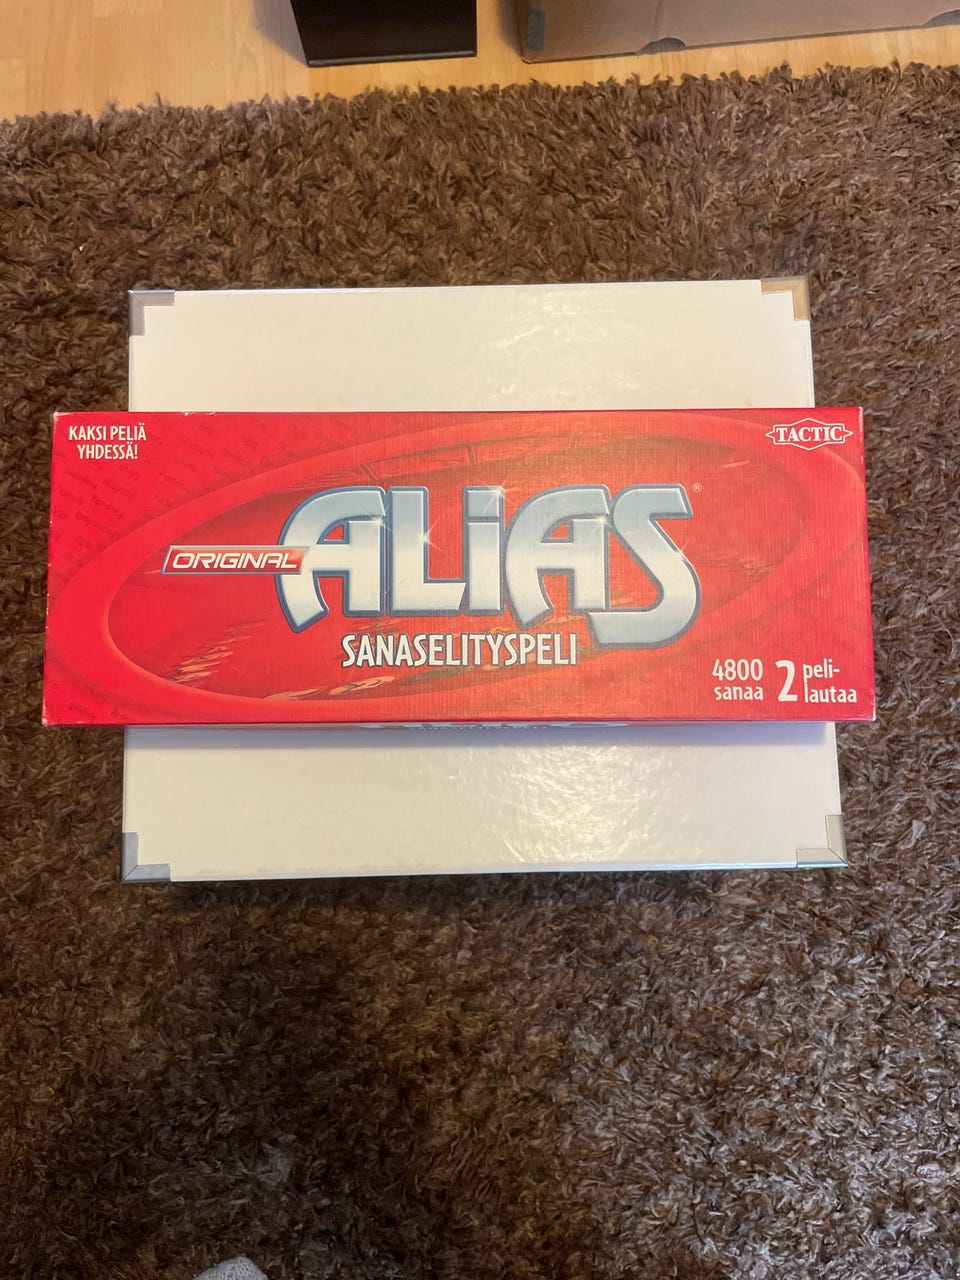 KAKSI PELIÄ
YHDESSÄ!
TACTIC
ORIGINAL
ALiAS®
SANASELITYSPELI
4800
sanaa
2 peli-
lautaa